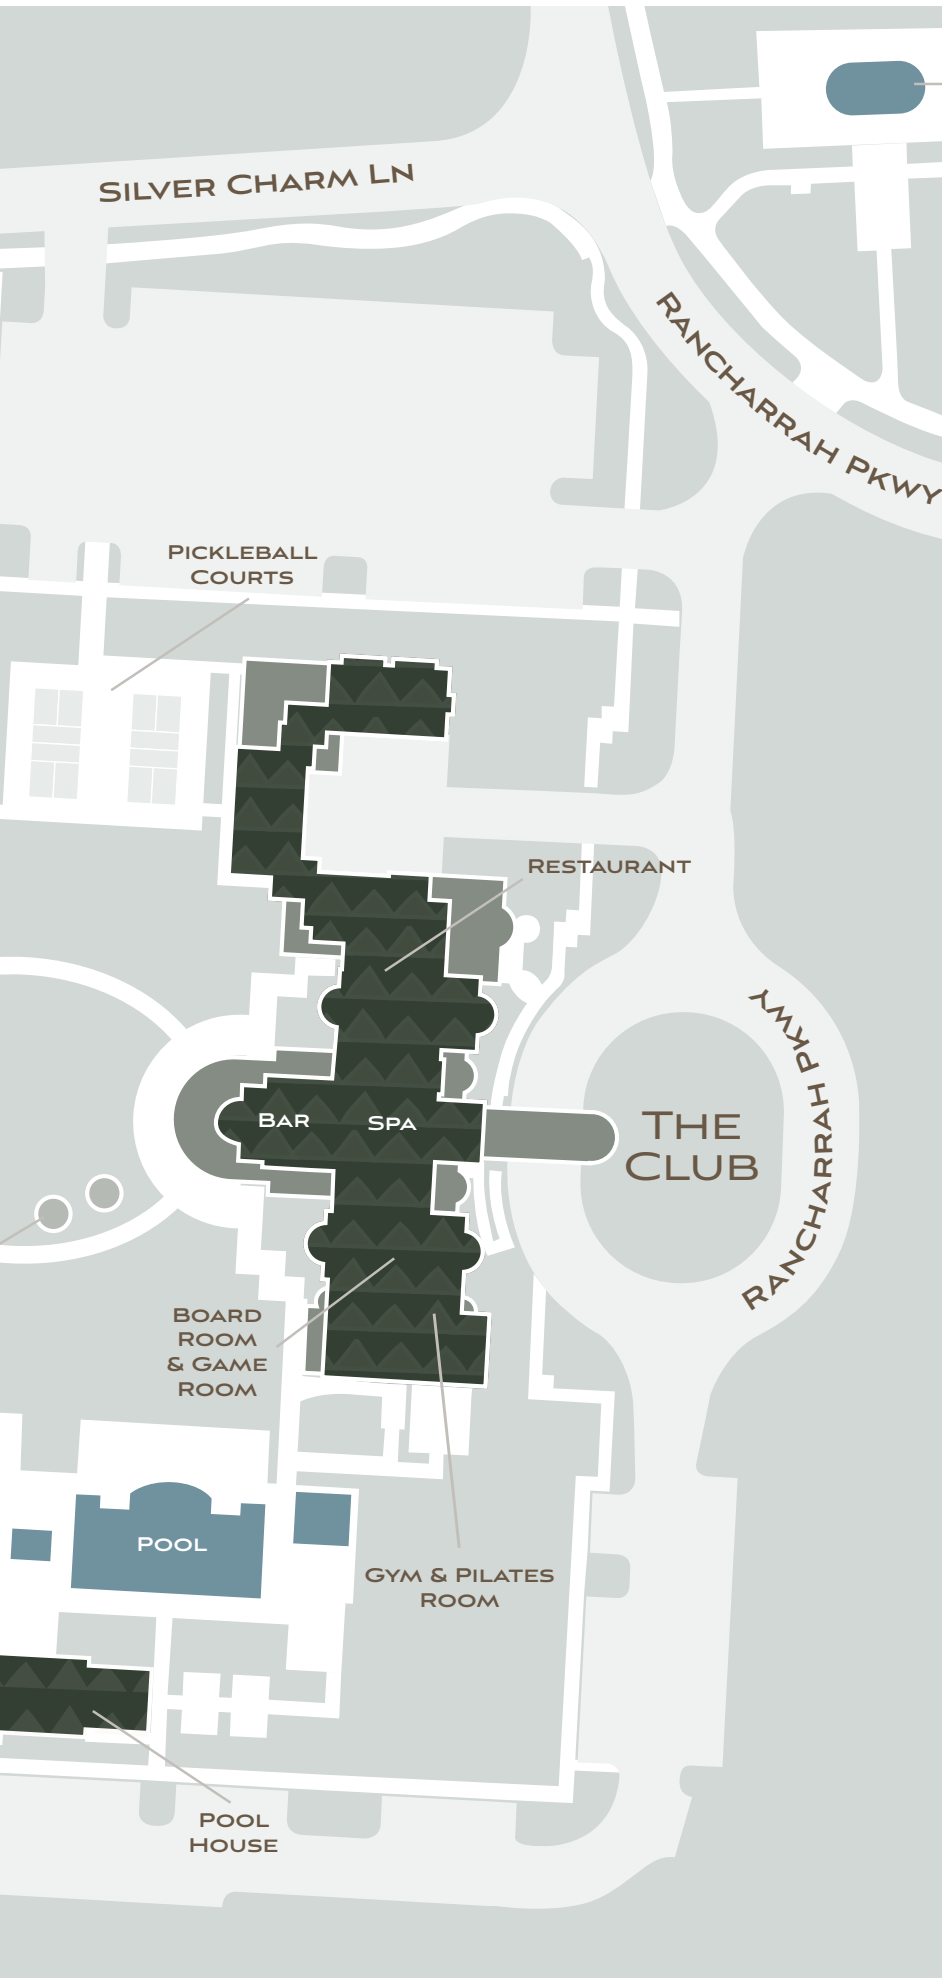 Silver Charm Ln
Rancharrah Pkwy
Pickleball
Courts
Restaurant
Rancharrah Pkwy
Bar
Spa
The
Club
Board
Room
& Game
Room
Pool
Gym & Pilates
Room
Pool
House